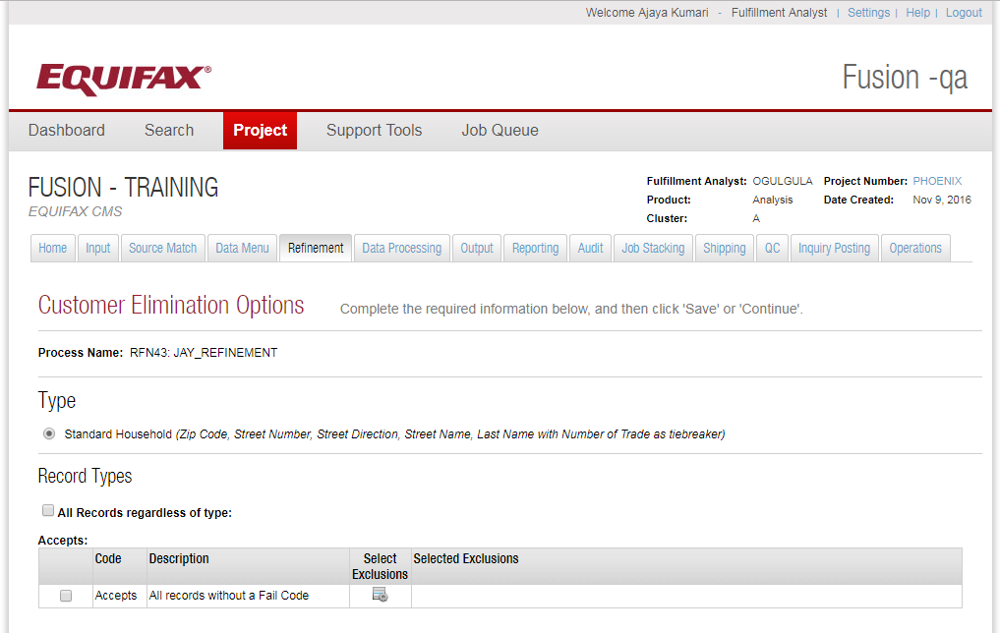 Welcome Ajaya Kumari - Fulfillment Analyst | Settings | Help | Logout
EQUIFAX®
Fusion -qa
Dashboard Search Project Support Tools Job Queue
FUSION - TRAINING
EQUIFAX CMS
Fulfillment Analyst: OGULGULA Project Number: PHOENIX
Product: Analysis Date Created: Nov 9, 2016
Cluster: A
Home Input Source Match Data Menu Refinement Data Processing Output Reporting Audit Job Stacking Shipping QC Inquiry Posting Operations
Customer Elimination Options Complete the required information below, and then click 'Save' or 'Continue'.
Process Name: RFN43: JAY_REFINEMENT
Type
Standard Household (Zip Code, Street Number, Street Direction, Street Name, Last Name with Number of Trade as tiebreaker)
Record Types
All Records regardless of type:
Accepts:
Code Description Select Exclusions Selected Exclusions
Accepts All records without a Fail Code